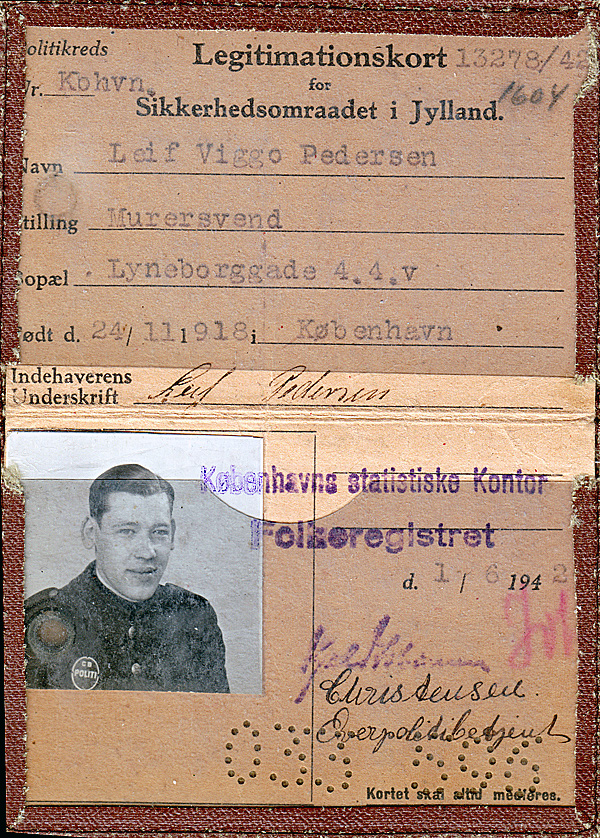 Politikreds Legitimationskort 13278/42
Nr. Kbhvn. for 1604
Sikkerhedsomraadet i Jylland.
Navn Leif Viggo Pedersen
Stilling Murersvend
Bopæl Lyneborggade 4.4.v
Født d. 24/11 1918 i København
Indehaverens
Underskrift Leif Pedersen
Københavns statistiske Kontor
Folkeregistret
d. 1/6 1942
Christensen.
Overpolitibetjent
CB
POLITI
Kortet skal altid medføres.